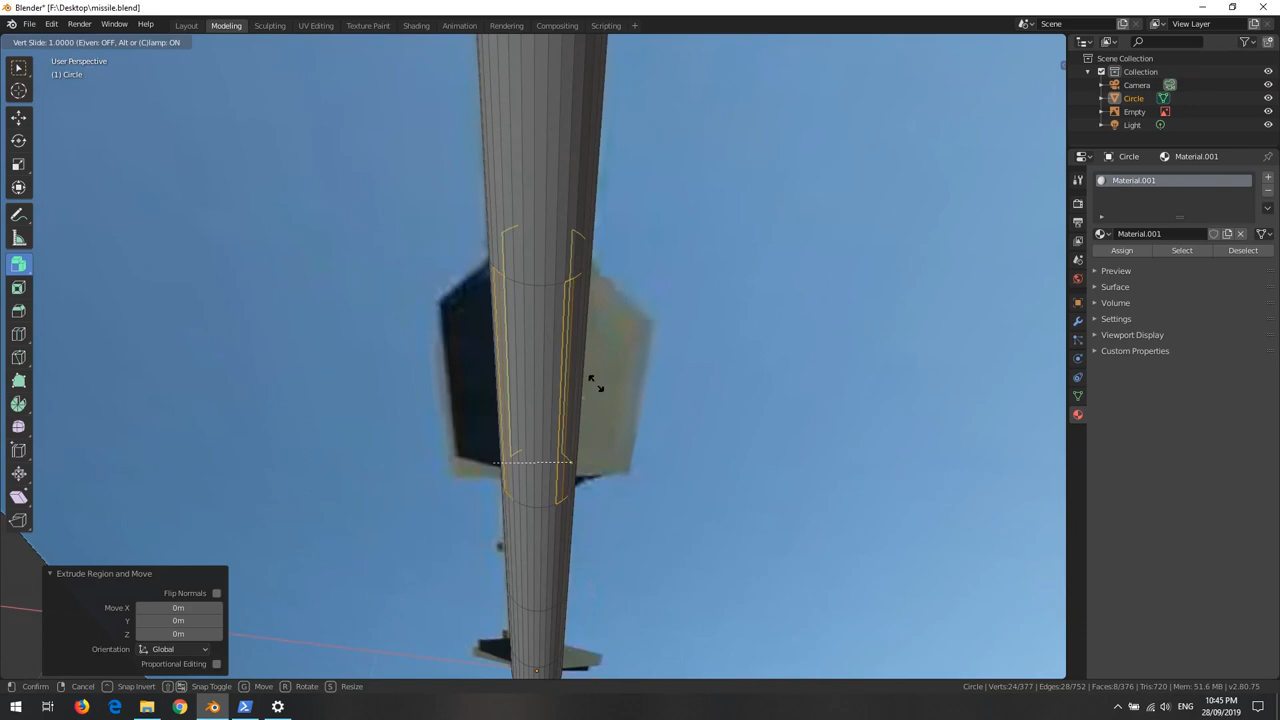 Blender* [F:\Desktop\missile.blend]
File Edit Render Window Help
Layout Modeling Sculpting UV Editing Texture Paint Shading Animation Rendering Compositing Scripting +
Scene
View Layer
Vert Slide: 1.0000 (E)ven: OFF, Alt or (C)lamp: ON
User Perspective
(1) Circle
Scene Collection
Collection
Camera
Circle
Empty
Light
Circle Material.001
Material.001
Material.001
Assign Select Deselect
Preview
Surface
Volume
Settings
Viewport Display
Custom Properties
Extrude Region and Move
Flip Normals
Move X 0m
Y 0m
Z 0m
Orientation Global
Proportional Editing
Confirm Cancel Snap Invert Snap Toggle G Move R Rotate S Resize
Circle | Verts:24/377 | Edges:28/752 | Faces:8/376 | Tris:720 | Mem: 51.6 MB | v2.80.75
ENG
10:45 PM
28/09/2019